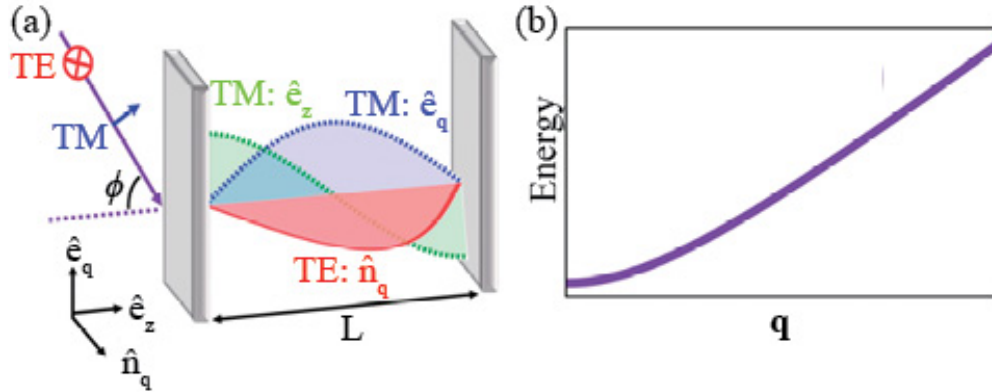 (a)
TE
TM
ϕ
TM: ê_z
TM: ê_q
TE: n̂_q
L
ê_q
ê_z
n̂_q
(b)
Energy
q